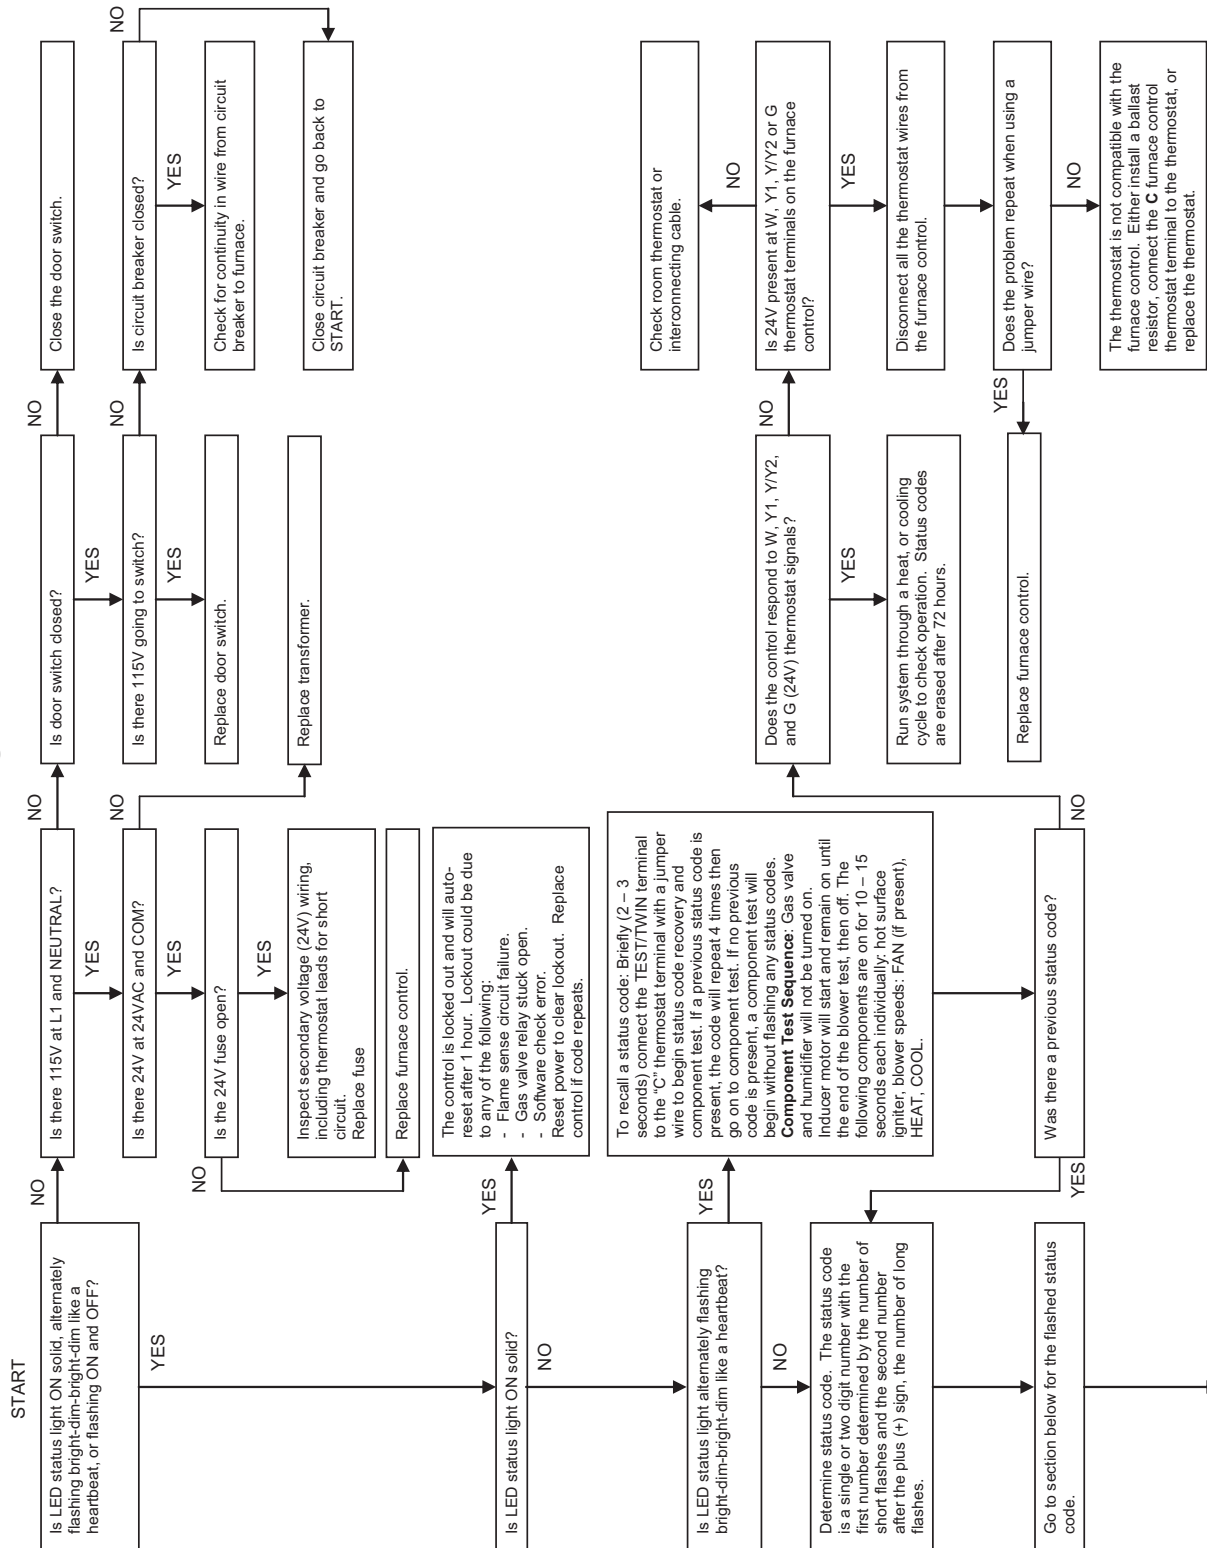 START
Is LED status light ON solid, alternately
flashing bright-dim-bright-dim like a
heartbeat, or flashing ON and OFF?
NO
YES
Is there 115V at L1 and NEUTRAL?
NO
YES
Is door switch closed?
NO
YES
Close the door switch.
Is there 24V at 24VAC and COM?
NO
YES
Is there 115V going to switch?
NO
YES
Is circuit breaker closed?
NO
YES
Is the 24V fuse open?
NO
YES
Replace door switch.
Check for continuity in wire from circuit
breaker to furnace.
Inspect secondary voltage (24V) wiring,
including thermostat leads for short
circuit.
Replace fuse
Replace transformer.
Close circuit breaker and go back to
START.
Replace furnace control.
Is LED status light ON solid?
YES
NO
The control is locked out and will auto-
reset after 1 hour. Lockout could be due
to any of the following:
- Flame sense circuit failure.
- Gas valve relay stuck open.
- Software check error.
Reset power to clear lockout. Replace
control if code repeats.
Is LED status light alternately flashing
bright-dim-bright-dim like a heartbeat?
YES
NO
To recall a status code: Briefly (2 – 3
seconds) connect the TEST/TWIN terminal
to the “C” thermostat terminal with a jumper
wire to begin status code recovery and
component test. If a previous status code is
present, the code will repeat 4 times then
go on to component test. If no previous
code is present, a component test will
begin without flashing any status codes.
Component Test Sequence: Gas valve
and humidifier will not be turned on.
Inducer motor will start and remain on until
the end of the blower test, then off. The
following components are on for 10 – 15
seconds each individually: hot surface
igniter, blower speeds: FAN (if present),
HEAT, COOL.
Determine status code. The status code
is a single or two digit number with the
first number determined by the number of
short flashes and the second number
after the plus (+) sign, the number of long
flashes.
Was there a previous status code?
YES
NO
Go to section below for the flashed status
code.
Does the control respond to W, Y1, Y/Y2,
and G (24V) thermostat signals?
NO
YES
Run system through a heat, or cooling
cycle to check operation. Status codes
are erased after 72 hours.
Check room thermostat or
interconnecting cable.
NO
Is 24V present at W, Y1, Y/Y2 or G
thermostat terminals on the furnace
control?
YES
Disconnect all the thermostat wires from
the furnace control.
Does the problem repeat when using a
jumper wire?
YES
NO
Replace furnace control.
The thermostat is not compatible with the
furnace control. Either install a ballast
resistor, connect the C furnace control
thermostat terminal to the thermostat, or
replace the thermostat.